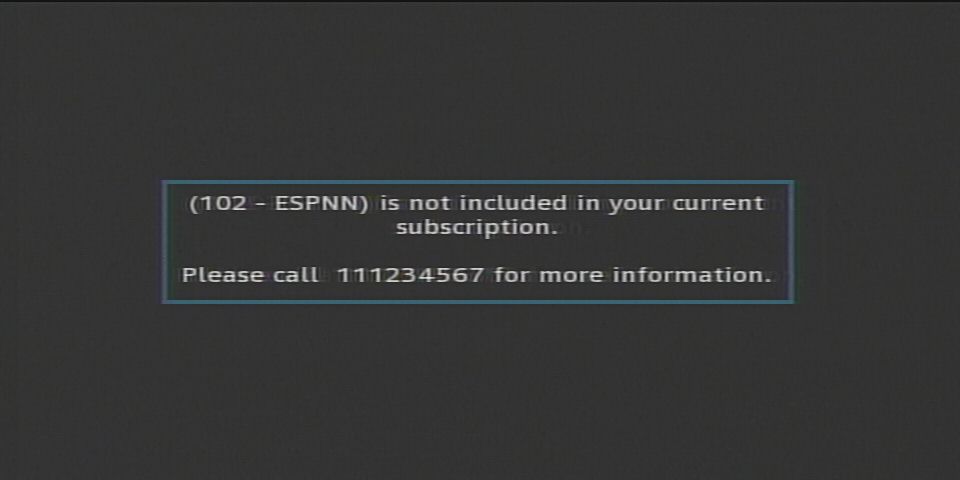 (102 - ESPNN) is not included in your current
subscription.
Please call 111234567 for more information.